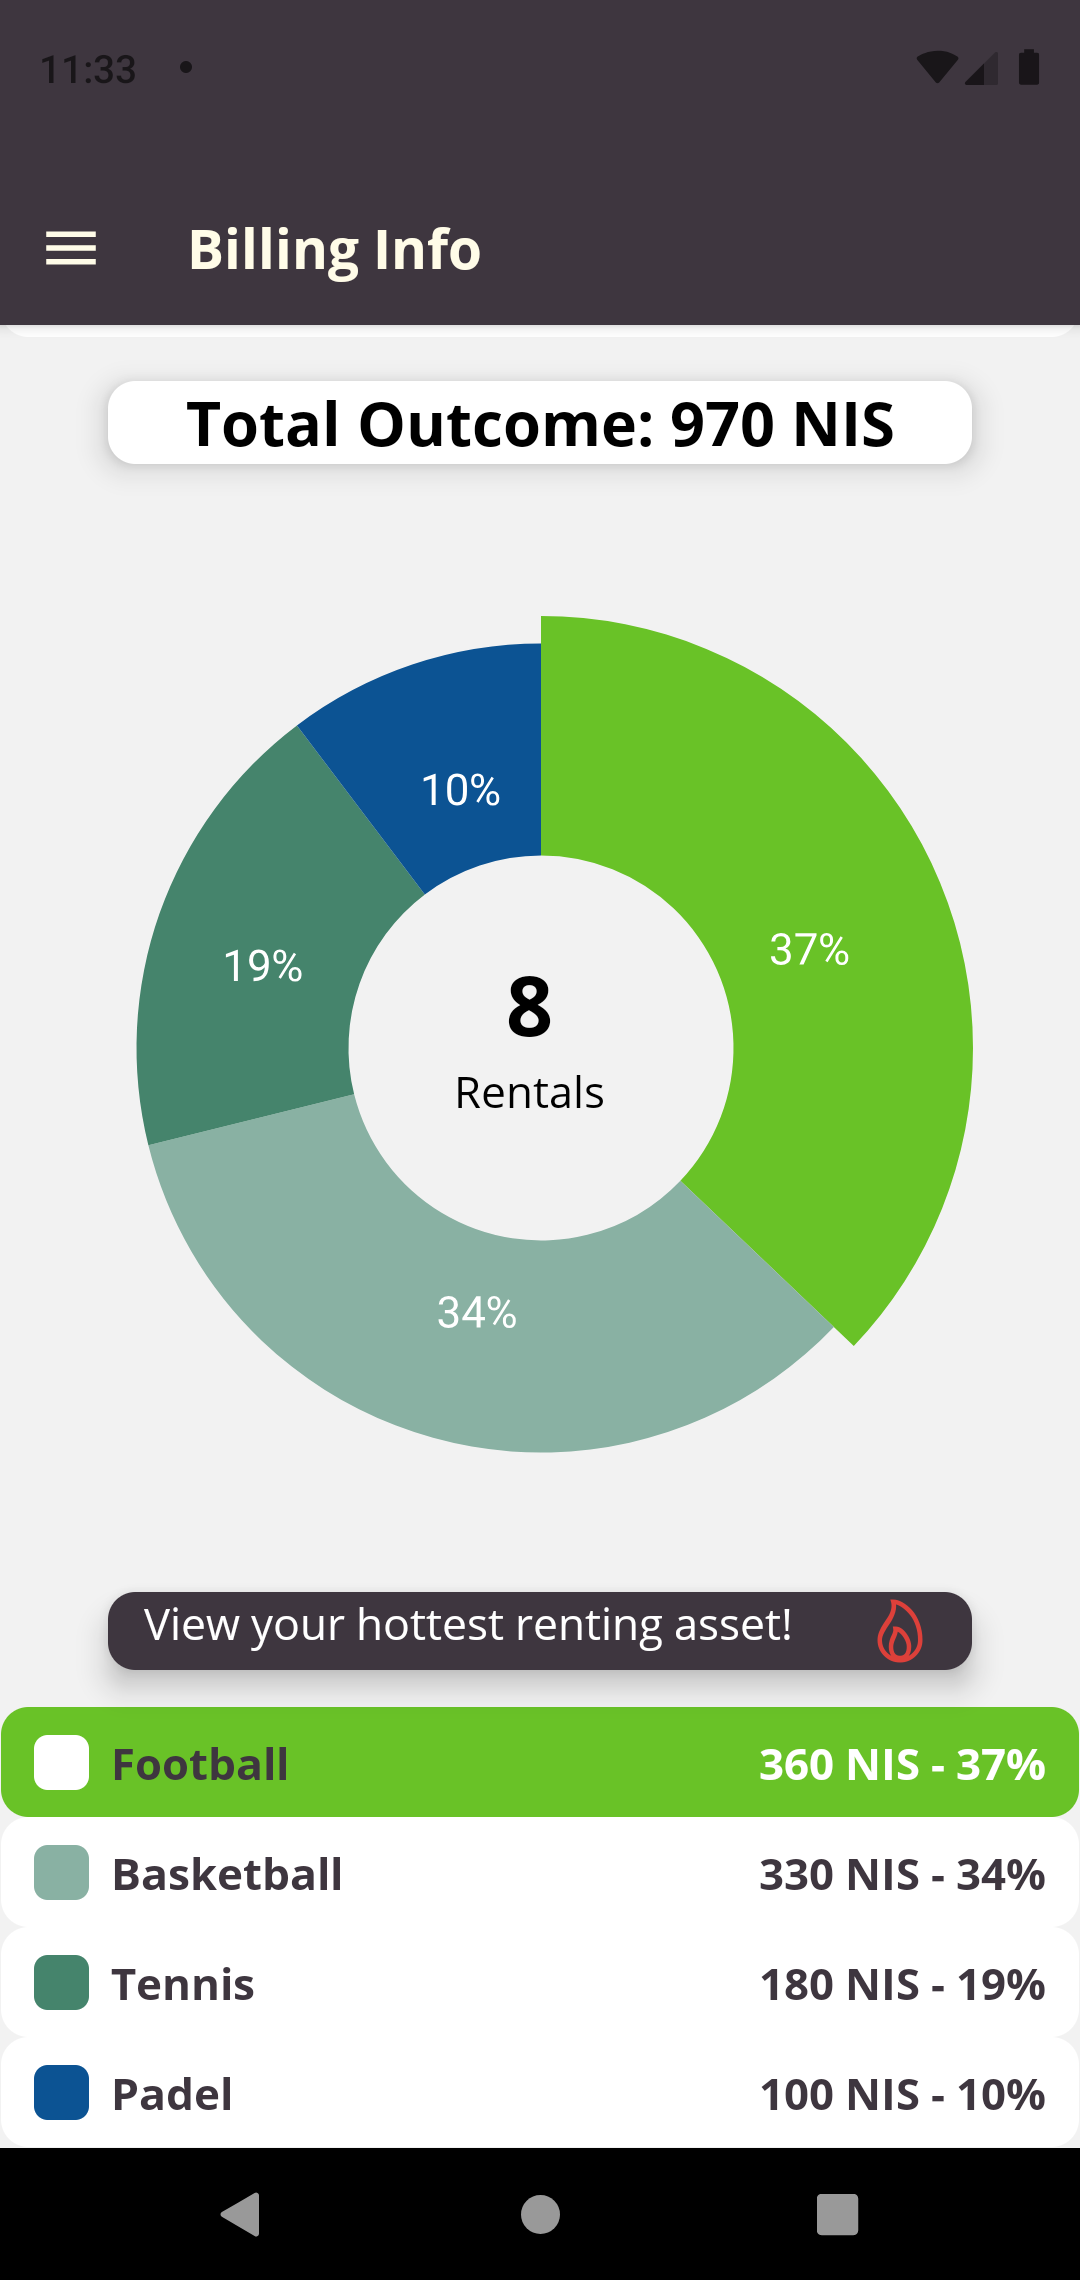 11:33
Billing Info
Total Outcome: 970 NIS
10%
37%
19%
8
Rentals
34%
View your hottest renting asset!
Football 360 NIS - 37%
Basketball 330 NIS - 34%
Tennis 180 NIS - 19%
Padel 100 NIS - 10%